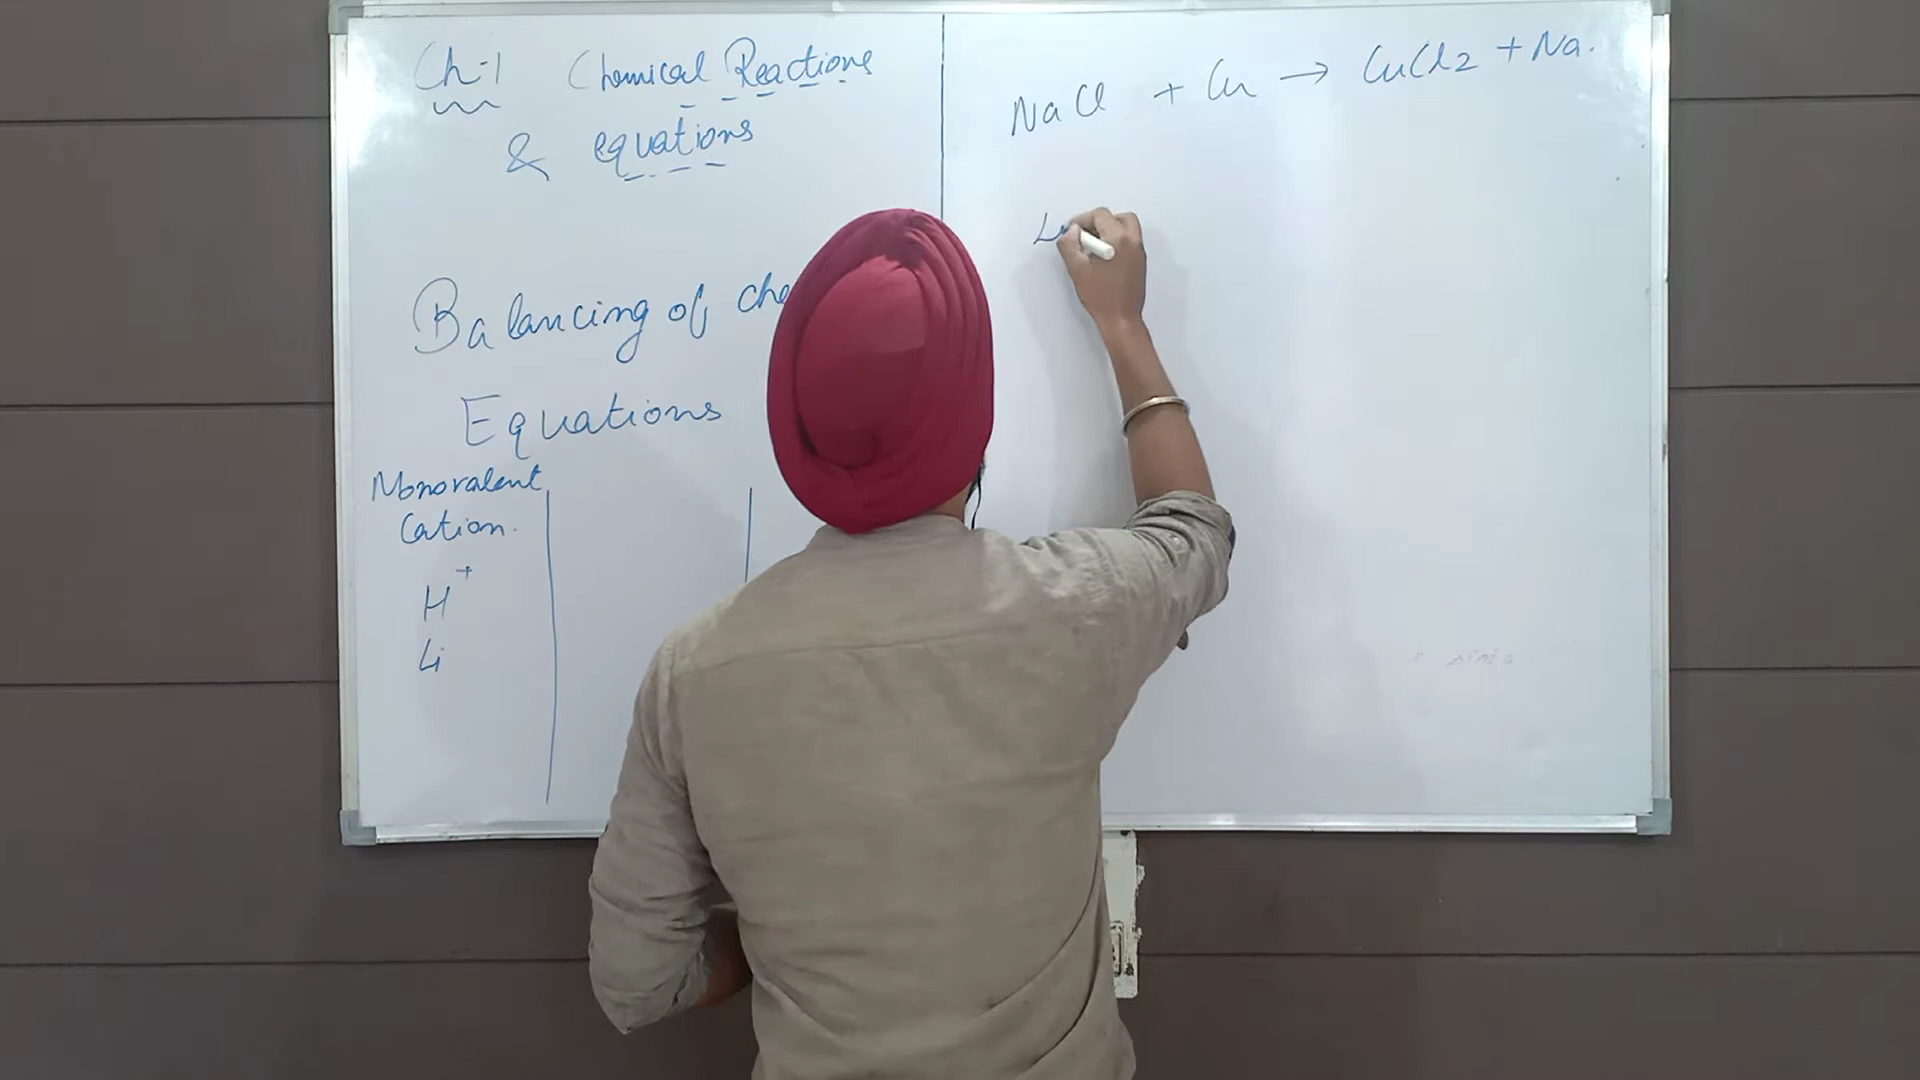 Ch-1 Chemical Reactions
& equations
Balancing of che
Equations
Monovalent
Cation.
H+
Li
NaCl + Cu → CuCl2 + Na.